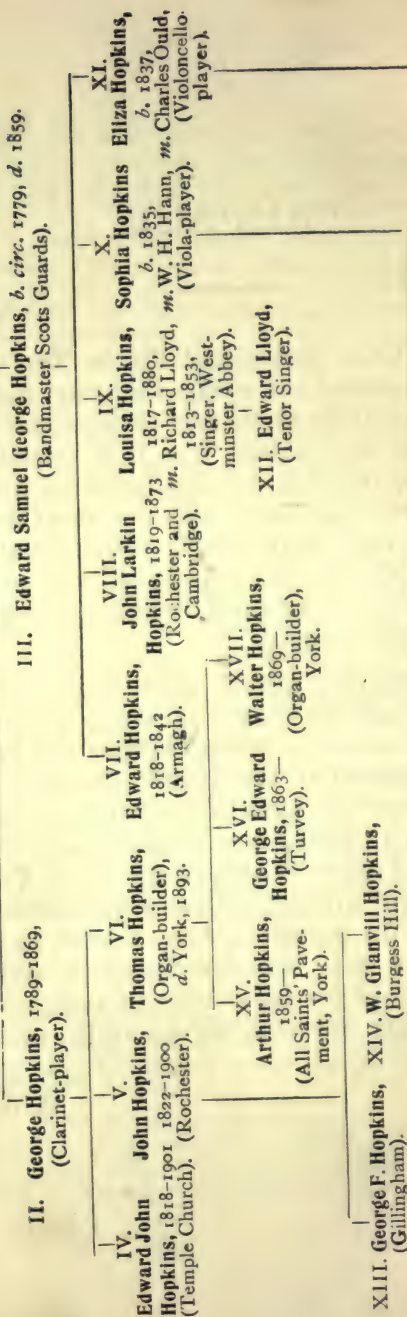 II. George Hopkins, 1789-1869,
(Clarinet-player).
III. Edward Samuel George Hopkins, b. circ. 1779, d. 1859.
(Bandmaster Scots Guards).
IV.
Edward John
Hopkins, 1818-1901
(Temple Church).
V.
John Hopkins,
1822-1900
(Rochester).
VI.
Thomas Hopkins,
(Organ-builder),
d. York, 1893.
VII.
Edward Hopkins,
1818-1842
(Armagh).
VIII.
John Larkin
Hopkins, 1819-1873
(Rochester and
Cambridge).
IX.
Louisa Hopkins,
1817-1880,
m. Richard Lloyd,
1813-1853,
(Singer, West-
minster Abbey).
X.
Sophia Hopkins
b. 1835,
m. W. H. Hann,
(Viola-player).
XI.
Eliza Hopkins,
b. 1837,
m. Charles Ould,
(Violoncello-
player).
XII. Edward Lloyd,
(Tenor Singer).
XV.
Arthur Hopkins,
1859—
(All Saints' Pave-
ment, York).
XVI.
George Edward
Hopkins, 1863—
(Turvey).
XVII.
Walter Hopkins,
1869—
(Organ-builder),
York.
XIII. George F. Hopkins,
(Gillingham).
XIV. W. Glanvill Hopkins,
(Burgess Hill).